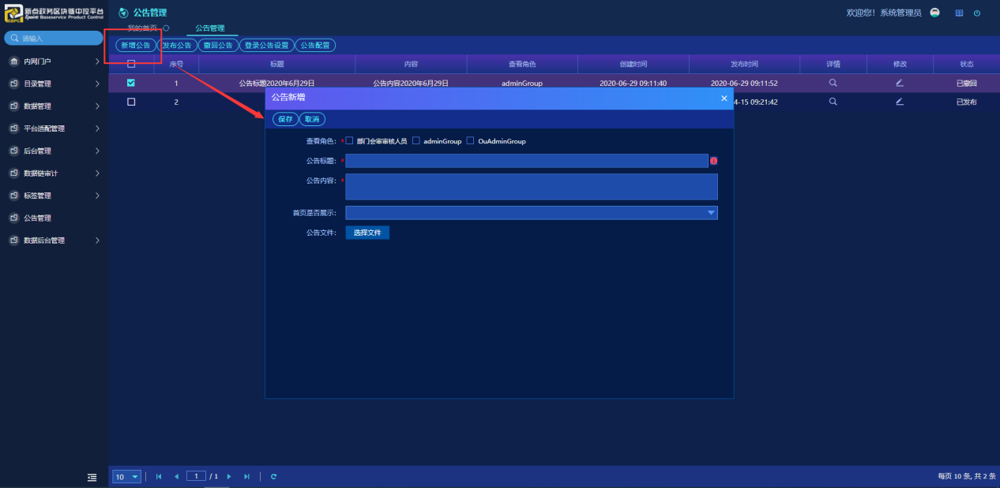 新点政务区块链中控平台
Epoint Baseservice Product Control
EBPC
公告管理
欢迎您！系统管理员
我的首页
公告管理
请输入
新增公告 发布公告 撤回公告 登录公告设置 公告配置
内网门户
目录管理
数据管理
平台适配管理
后台管理
数据链审计
标签管理
公告管理
数据后台管理
序号 标题 内容 查看角色 创建时间 发布时间 详情 修改 状态
1 公告标题2020年6月29日 公告内容2020年6月29日 adminGroup 2020-06-29 09:11:40 2020-06-29 09:11:52 已撤回
2 4-15 09:21:42 已发布
公告新增
保存 取消
查看角色： * 部门会审审核人员 adminGroup OuAdminGroup
公告标题： *
公告内容： *
首页是否展示：
公告文件： 选择文件
10 1 / 1
每页 10 条, 共 2 条